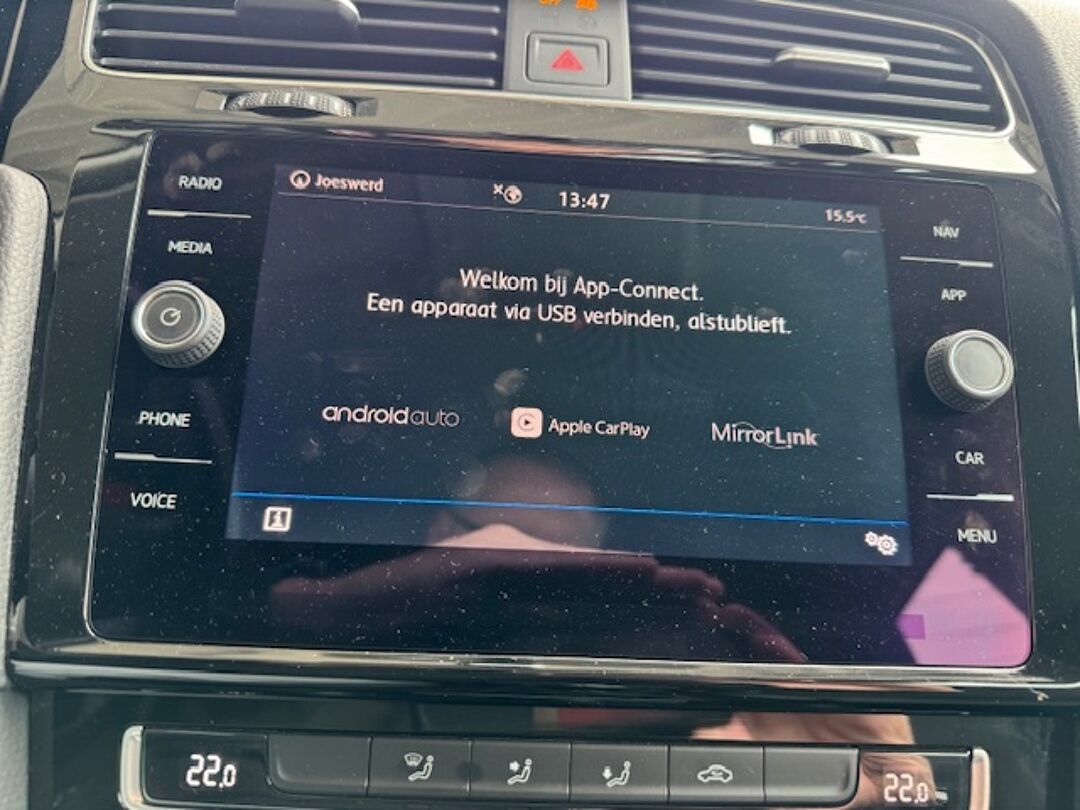 OFF
RADIO
MEDIA
PHONE
VOICE
Joeswerd
13:47
15.5°C
Welkom bij App-Connect.
Een apparaat via USB verbinden, alstublieft.
androidauto
Apple CarPlay
MirrorLink
NAV
APP
CAR
MENU
22.0
22.0